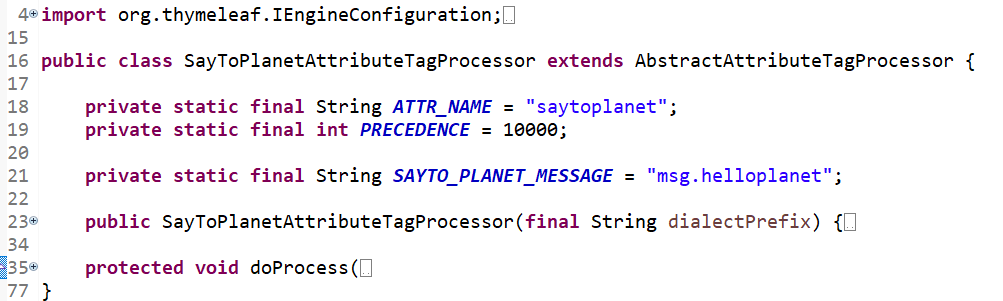 4 import org.thymeleaf.IEngineConfiguration;
15
16 public class SayToPlanetAttributeTagProcessor extends AbstractAttributeTagProcessor {
17
18 private static final String ATTR_NAME = "saytoplanet";
19 private static final int PRECEDENCE = 10000;
20
21 private static final String SAYTO_PLANET_MESSAGE = "msg.helloplanet";
22
23 public SayToPlanetAttributeTagProcessor(final String dialectPrefix) {
34
35 protected void doProcess(
77 }